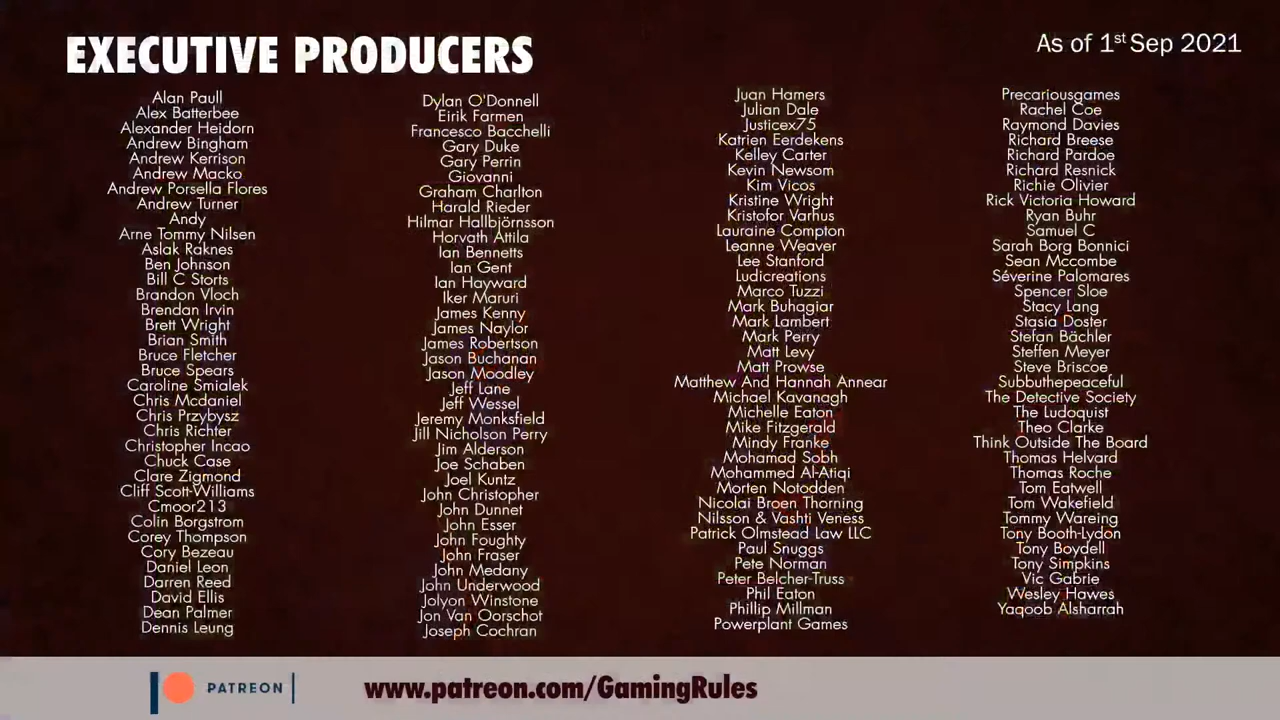 EXECUTIVE PRODUCERS
As of 1st Sep 2021
Alan Paull
Alex Batterbee
Alexander Heidorn
Andrew Bingham
Andrew Kerrison
Andrew Macko
Andrew Porsella Flores
Andrew Turner
Andy
Arne Tommy Nilsen
Aslak Raknes
Ben Johnson
Bill C Storts
Brandon Vloch
Brendan Irvin
Brett Wright
Brian Smith
Bruce Fletcher
Bruce Spears
Caroline Smialek
Chris Mcdaniel
Chris Przybysz
Chris Richter
Christopher Incao
Chuck Case
Clare Zigmond
Cliff Scott-Williams
Cmoor213
Colin Borgstrom
Corey Thompson
Cory Bezeau
Daniel Leon
Darren Reed
David Ellis
Dean Palmer
Dennis Leung
Dylan O'Donnell
Eirik Farmen
Francesco Bacchelli
Gary Duke
Gary Perrin
Giovanni
Graham Charlton
Harald Rieder
Hilmar Hallbjörnsson
Horvath Attila
Ian Bennetts
Ian Gent
Ian Hayward
Iker Maruri
James Kenny
James Naylor
James Robertson
Jason Buchanan
Jason Moodley
Jeff Lane
Jeff Wessel
Jeremy Monksfield
Jill Nicholson Perry
Jim Alderson
Joe Schaben
Joel Kuntz
John Christopher
John Dunnet
John Esser
John Foughty
John Fraser
John Medany
John Underwood
Jolyon Winstone
Jon Van Oorschot
Joseph Cochran
Juan Hamers
Julian Dale
Justicex75
Katrien Eerdekens
Kelley Carter
Kevin Newsom
Kim Vicos
Kristine Wright
Kristofor Varhus
Lauraine Compton
Leanne Weaver
Lee Stanford
Ludicreations
Marco Tuzzi
Mark Buhagiar
Mark Lambert
Mark Perry
Matt Levy
Matt Prowse
Matthew And Hannah Annear
Michael Kavanagh
Michelle Eaton
Mike Fitzgerald
Mindy Franke
Mohamad Sabh
Mohammed Al-Atiqi
Morten Notodden
Nicolai Broen Thorning
Nilsson & Vashti Veness
Patrick Olmstead Law LLC
Paul Snuggs
Pete Norman
Peter Belcher-Truss
Phil Eaton
Phillip Millman
Powerplant Games
Precariousgames
Rachel Coe
Raymond Davies
Richard Breese
Richard Pardoe
Richard Resnick
Richie Olivier
Rick Victoria Howard
Ryan Buhr
Samuel C
Sarah Borg Bonnici
Sean Mccombe
Séverine Palomares
Spencer Sloe
Stacy Lang
Stasia Doster
Stefan Bächler
Steffen Meyer
Steve Briscoe
Subbuthepeaceful
The Detective Society
The Ludoquist
Theo Clarke
Think Outside The Board
Thomas Helvard
Thomas Roche
Tom Eatwell
Tom Wakefield
Tommy Wareing
Tony Booth-Lydon
Tony Boydell
Tony Simpkins
Vic Gabrie
Wesley Hawes
Yaqoob Alsharrah
PATREON
www.patreon.com/GamingRules